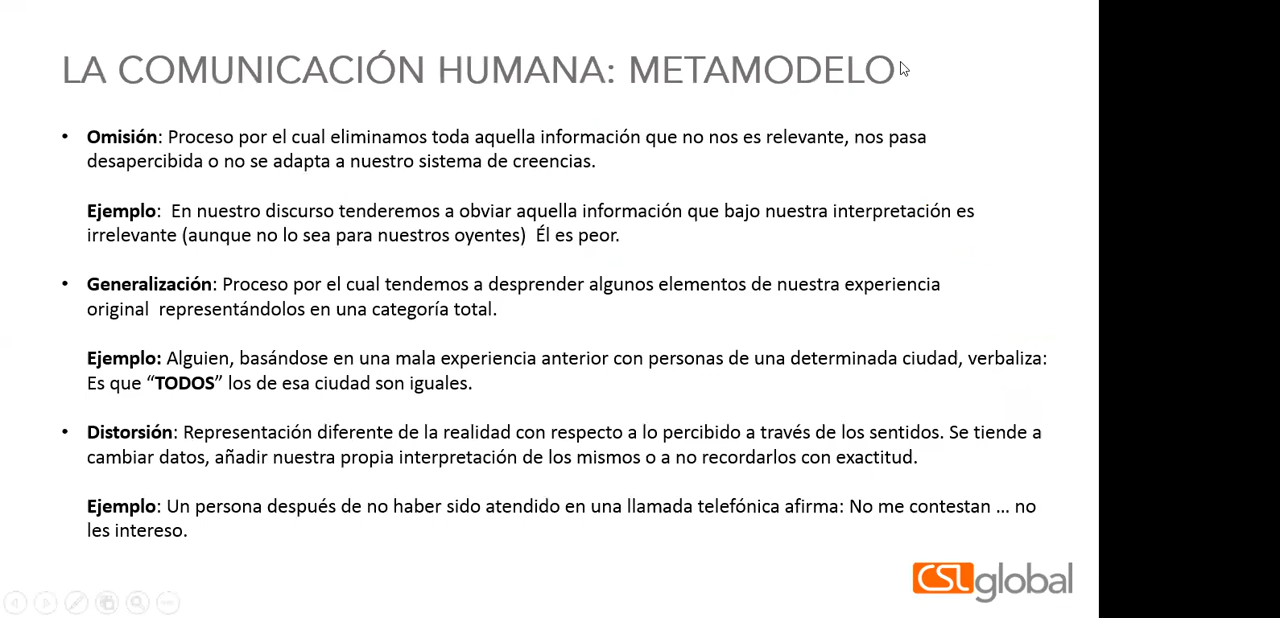 LA COMUNICACIÓN HUMANA: METAMODELO
• Omisión: Proceso por el cual eliminamos toda aquella información que no nos es relevante, nos pasa
desapercibida o no se adapta a nuestro sistema de creencias.
Ejemplo: En nuestro discurso tenderemos a obviar aquella información que bajo nuestra interpretación es
irrelevante (aunque no lo sea para nuestros oyentes) Él es peor.
• Generalización: Proceso por el cual tendemos a desprender algunos elementos de nuestra experiencia
original representándolos en una categoría total.
Ejemplo: Alguien, basándose en una mala experiencia anterior con personas de una determinada ciudad, verbaliza:
Es que “TODOS” los de esa ciudad son iguales.
• Distorsión: Representación diferente de la realidad con respecto a lo percibido a través de los sentidos. Se tiende a
cambiar datos, añadir nuestra propia interpretación de los mismos o a no recordarlos con exactitud.
Ejemplo: Un persona después de no haber sido atendido en una llamada telefónica afirma: No me contestan ... no
les intereso.
CSL global